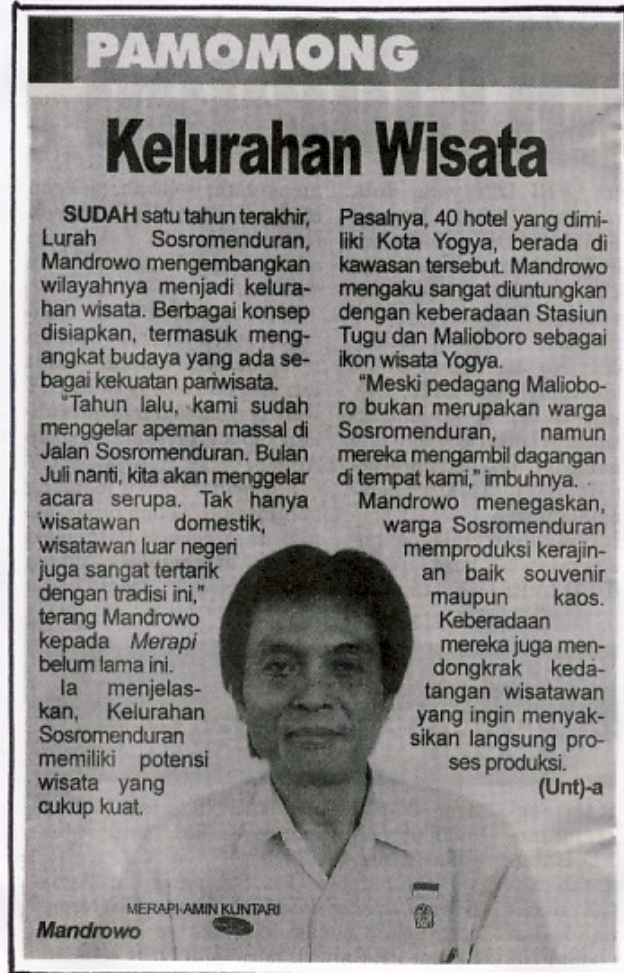 PAMOMONG
Kelurahan Wisata
SUDAH satu tahun terakhir,
Lurah Sosromenduran,
Mandrowo mengembangkan
wilayahnya menjadi kelura-
han wisata. Berbagai konsep
disiapkan, termasuk meng-
angkat budaya yang ada se-
bagai kekuatan pariwisata.
"Tahun lalu, kami sudah
menggelar apeman massal di
Jalan Sosromenduran. Bulan
Juli nanti, kita akan menggelar
acara serupa. Tak hanya
wisatawan domestik,
wisatawan luar negeri
juga sangat tertarik
dengan tradisi ini,"
terang Mandrowo
kepada Merapi
belum lama ini.
Ia menjelas-
kan, Kelurahan
Sosromenduran
memiliki potensi
wisata yang
cukup kuat.
Pasalnya, 40 hotel yang dimi-
liki Kota Yogya, berada di
kawasan tersebut. Mandrowo
mengaku sangat diuntungkan
dengan keberadaan Stasiun
Tugu dan Malioboro sebagai
ikon wisata Yogya.
"Meski pedagang Maliobo-
ro bukan merupakan warga
Sosromenduran, namun
mereka mengambil dagangan
di tempat kami," imbuhnya.
Mandrowo menegaskan,
warga Sosromenduran
memproduksi kerajin-
an baik souvenir
maupun kaos.
Keberadaan
mereka juga men-
dongkrak keda-
tangan wisatawan
yang ingin menyak-
sikan langsung pro-
ses produksi.
(Unt)-a
MERAPI-AMIN KUNTARI
Mandrowo